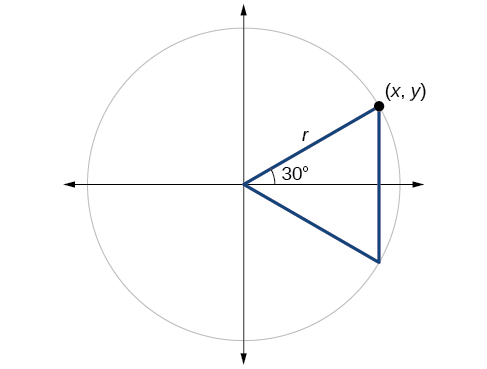 (x, y)
r
30°